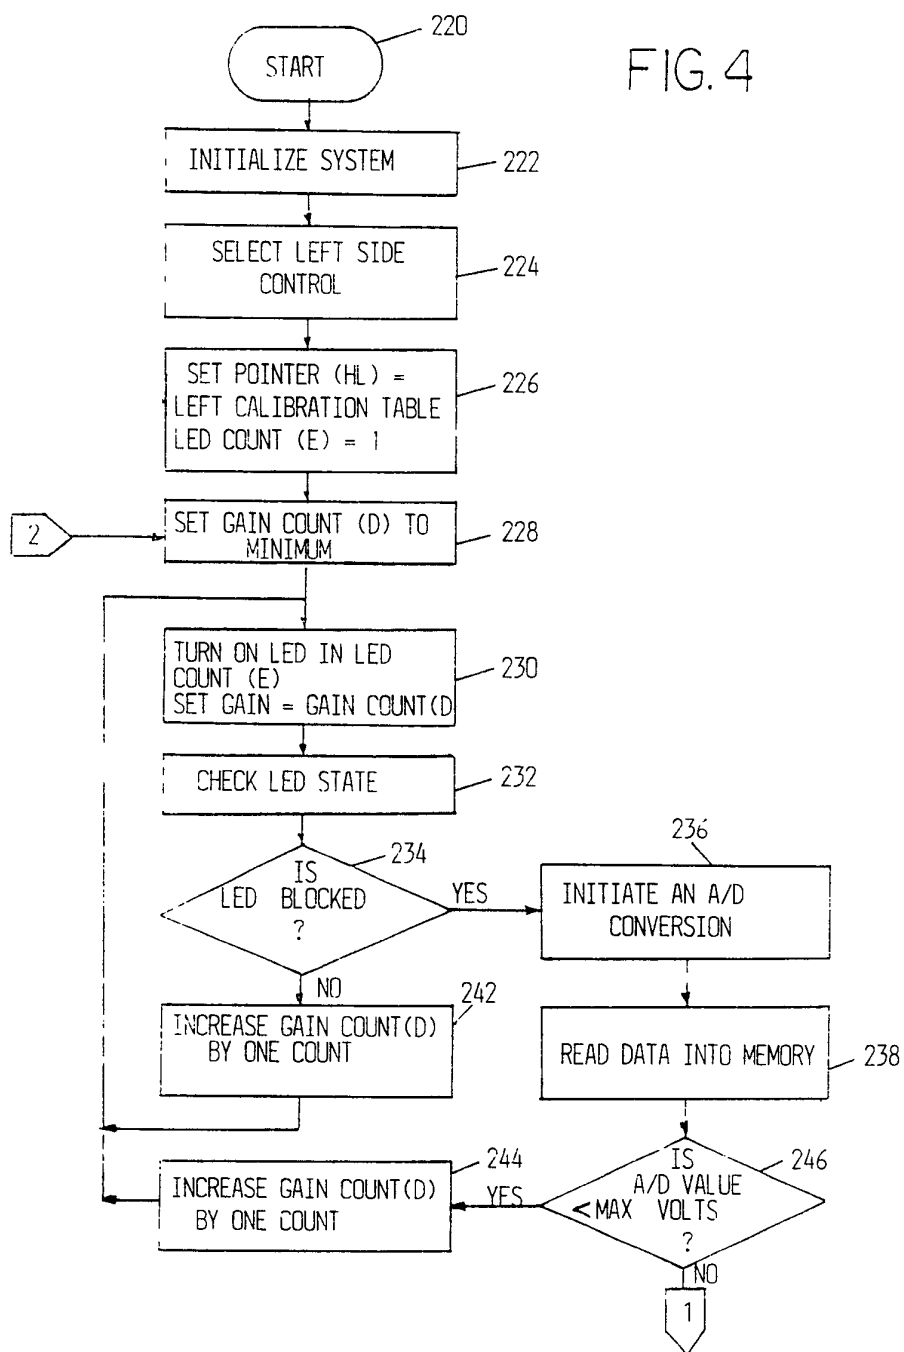 220
FIG. 4
START
INITIALIZE SYSTEM
222
SELECT LEFT SIDE
CONTROL
224
SET POINTER (HL) =
LEFT CALIBRATION TABLE
LED COUNT (E) = 1
226
2
SET GAIN COUNT (D) TO
MINIMUM
228
TURN ON LED IN LED
COUNT (E)
SET GAIN = GAIN COUNT(D
230
CHECK LED STATE
232
234
IS
LED BLOCKED
?
YES
NO
236
INITIATE AN A/D
CONVERSION
242
INCREASE GAIN COUNT(D)
BY ONE COUNT
READ DATA INTO MEMORY
238
244
INCREASE GAIN COUNT(D)
BY ONE COUNT
YES
246
IS
A/D VALUE
<MAX VOLTS
?
NO
1